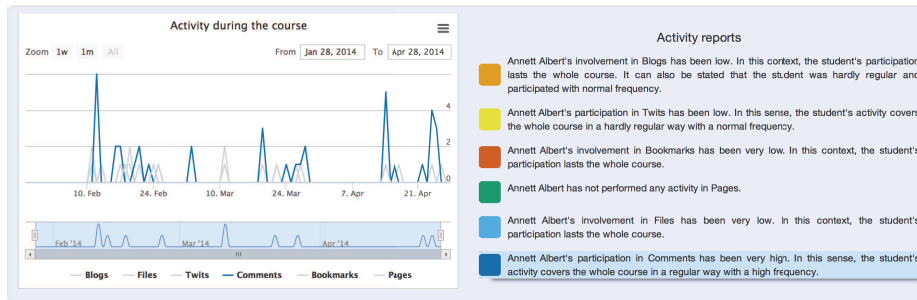 Activity during the course
Zoom 1w 1m All From Jan 28, 2014 To Apr 28, 2014
4
2
0
10. Feb 24. Feb 10. Mar 24. Mar 7. Apr 21. Apr
Feb '14 Mar '14 Apr '14
Blogs Files Twits Comments Bookmarks Pages
Activity reports
Annett Albert's involvement in Blogs has been low. In this context, the student's participation
lasts the whole course. It can also be stated that the student was hardly regular and
participated with normal frequency.
Annett Albert's participation in Twits has been low. In this sense, the student's activity covers
the whole course in a hardly regular way with a normal frequency.
Annett Albert's involvement in Bookmarks has been very low. In this context, the student's
participation lasts the whole course.
Annett Albert has not performed any activity in Pages.
Annett Albert's involvement in Files has been very low. In this context, the student's
participation lasts the whole course.
Annett Albert's participation in Comments has been very high. In this sense, the student's
activity covers the whole course in a regular way with a high frequency.